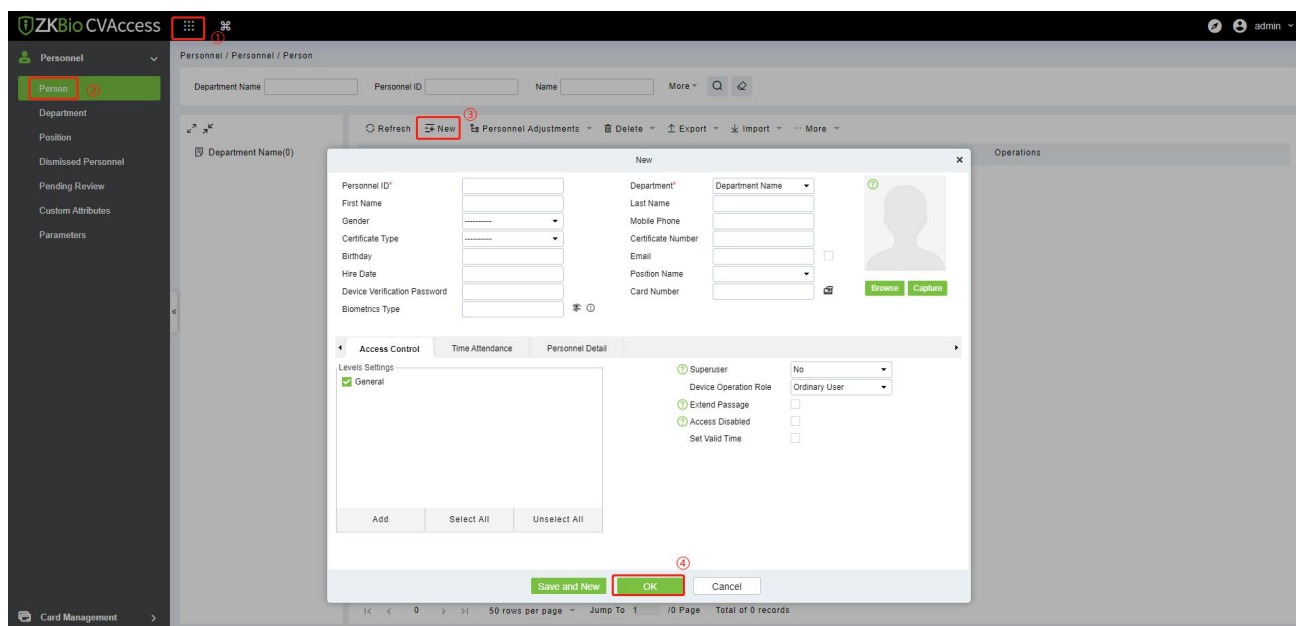 ZKBio CVAccess
①
admin
Personnel
Personnel / Personnel / Person
Person ②
Department Name
Personnel ID
Name
More
Department
③
Position
Refresh New Personnel Adjustments Delete Export Import ··· More
Dismissed Personnel
Department Name(0)
Operations
Pending Review
Custom Attributes
Parameters
New
Personnel ID*
Department* Department Name
First Name
Last Name
Gender ----------
Mobile Phone
Certificate Type ----------
Certificate Number
Birthday
Email
Hire Date
Position Name
Device Verification Password
Card Number
Browse Capture
Biometrics Type
Access Control Time Attendance Personnel Detail
Levels Settings
General
Superuser No
Device Operation Role Ordinary User
Extend Passage
Access Disabled
Set Valid Time
Add Select All Unselect All
④
Save and New OK Cancel
Card Management
0 50 rows per page Jump To 1 /0 Page Total of 0 records